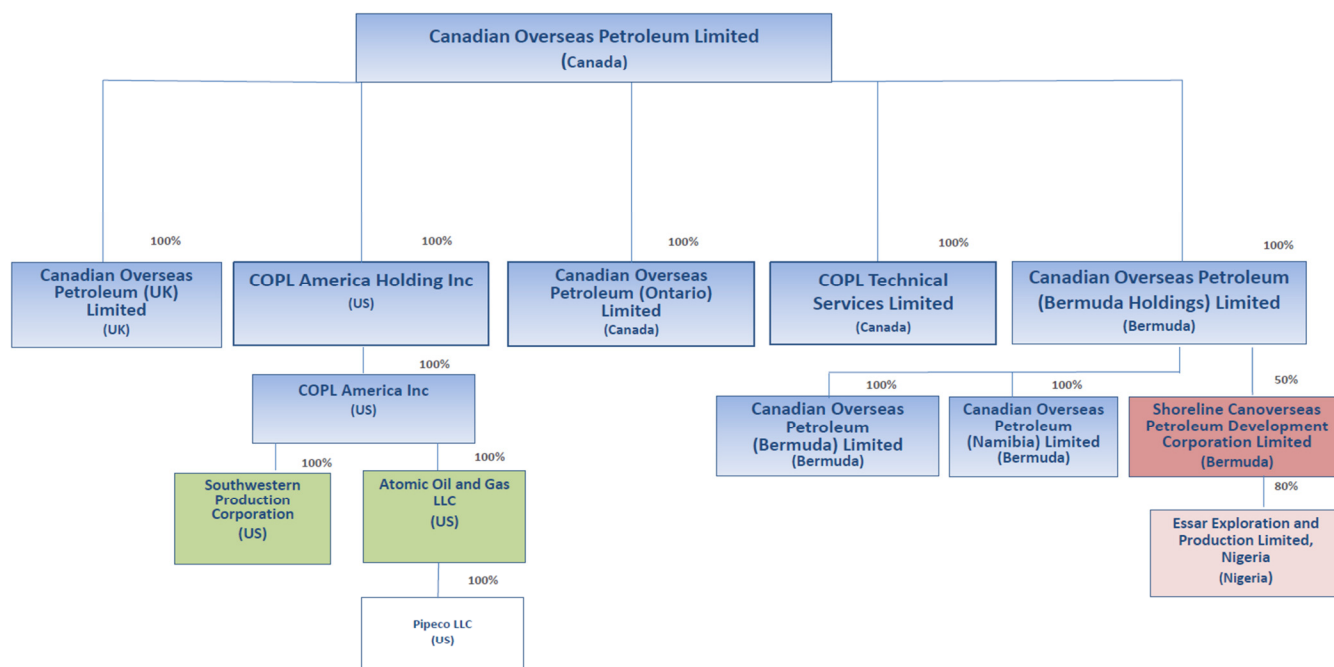 Canadian Overseas Petroleum Limited
(Canada)
100%
100%
100%
100%
100%
Canadian Overseas
Petroleum (UK)
Limited
(UK)
COPL America Holding Inc
(US)
Canadian Overseas
Petroleum (Ontario)
Limited
(Canada)
COPL Technical
Services Limited
(Canada)
Canadian Overseas Petroleum
(Bermuda Holdings) Limited
(Bermuda)
100%
COPL America Inc
(US)
100%
100%
50%
Canadian Overseas
Petroleum
(Bermuda) Limited
(Bermuda)
Canadian Overseas
Petroleum
(Namibia) Limited
(Bermuda)
Shoreline Canoverseas
Petroleum Development
Corporation Limited
(Bermuda)
100%
100%
Southwestern
Production
Corporation
(US)
Atomic Oil and Gas
LLC
(US)
80%
Essar Exploration and
Production Limited,
Nigeria
(Nigeria)
100%
Pipeco LLC
(US)